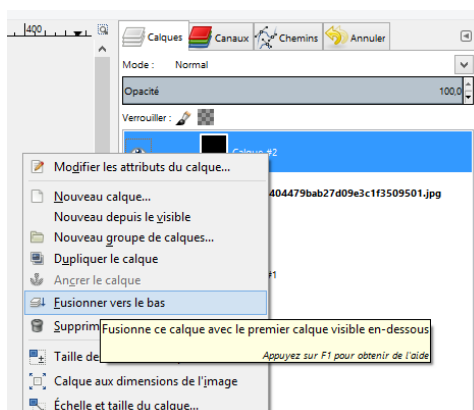 400
Calques Canaux Chemins Annuler
Mode : Normal
Opacité 100,0
Verrouiller :
Calque #2
Modifier les attributs du calque...
Nouveau calque...
404479bab27d09e3c1f3509501.jpg
Nouveau depuis le visible
Nouveau groupe de calques...
Dupliquer le calque
Ancrer le calque
#1
Fusionner vers le bas
Supprim
Fusionne ce calque avec le premier calque visible en-dessous
Appuyez sur F1 pour obtenir de l'aide
Taille de
Calque aux dimensions de l'image
Échelle et taille du calque...